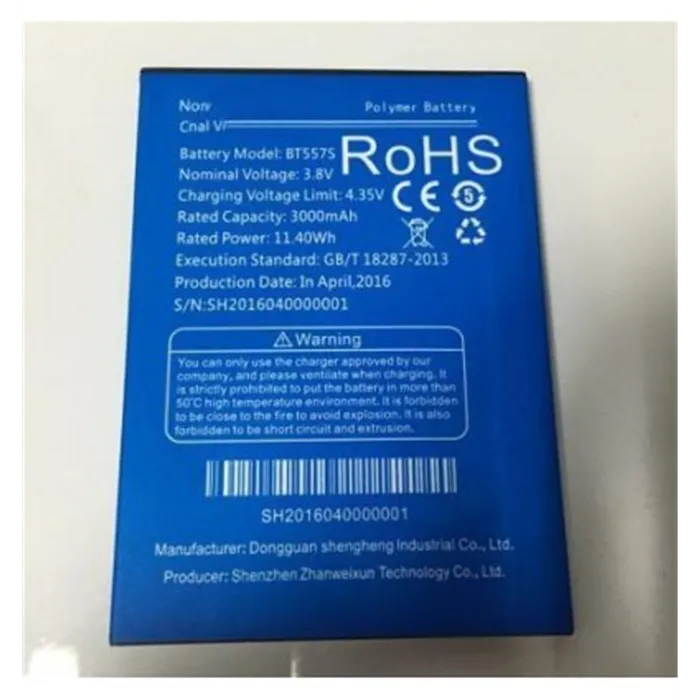 Polymer Battery
Battery Model: BT557S
RoHS
Nominal Voltage: 3.8V
Charging Voltage Limit: 4.35V
CE 5
Rated Capacity: 3000mAh
Rated Power: 11.40Wh
Execution Standard: GB/T 18287-2013
Production Date: In April,2016
S/N:SH2016040000001
Warning
You can only use the charger approved by our
company, and please ventilate when charging. It
is strictly prohibited to put the battery in more than
50℃ high temperature environment. It is forbidden
to be close to the fire to avoid explosion. It is also
forbidden to be short circuit and extrusion.
SH2016040000001
Manufacturer: Dongguan shengheng Industrial Co., Ltd.
Producer: Shenzhen Zhanweixun Technology Co., Ltd.